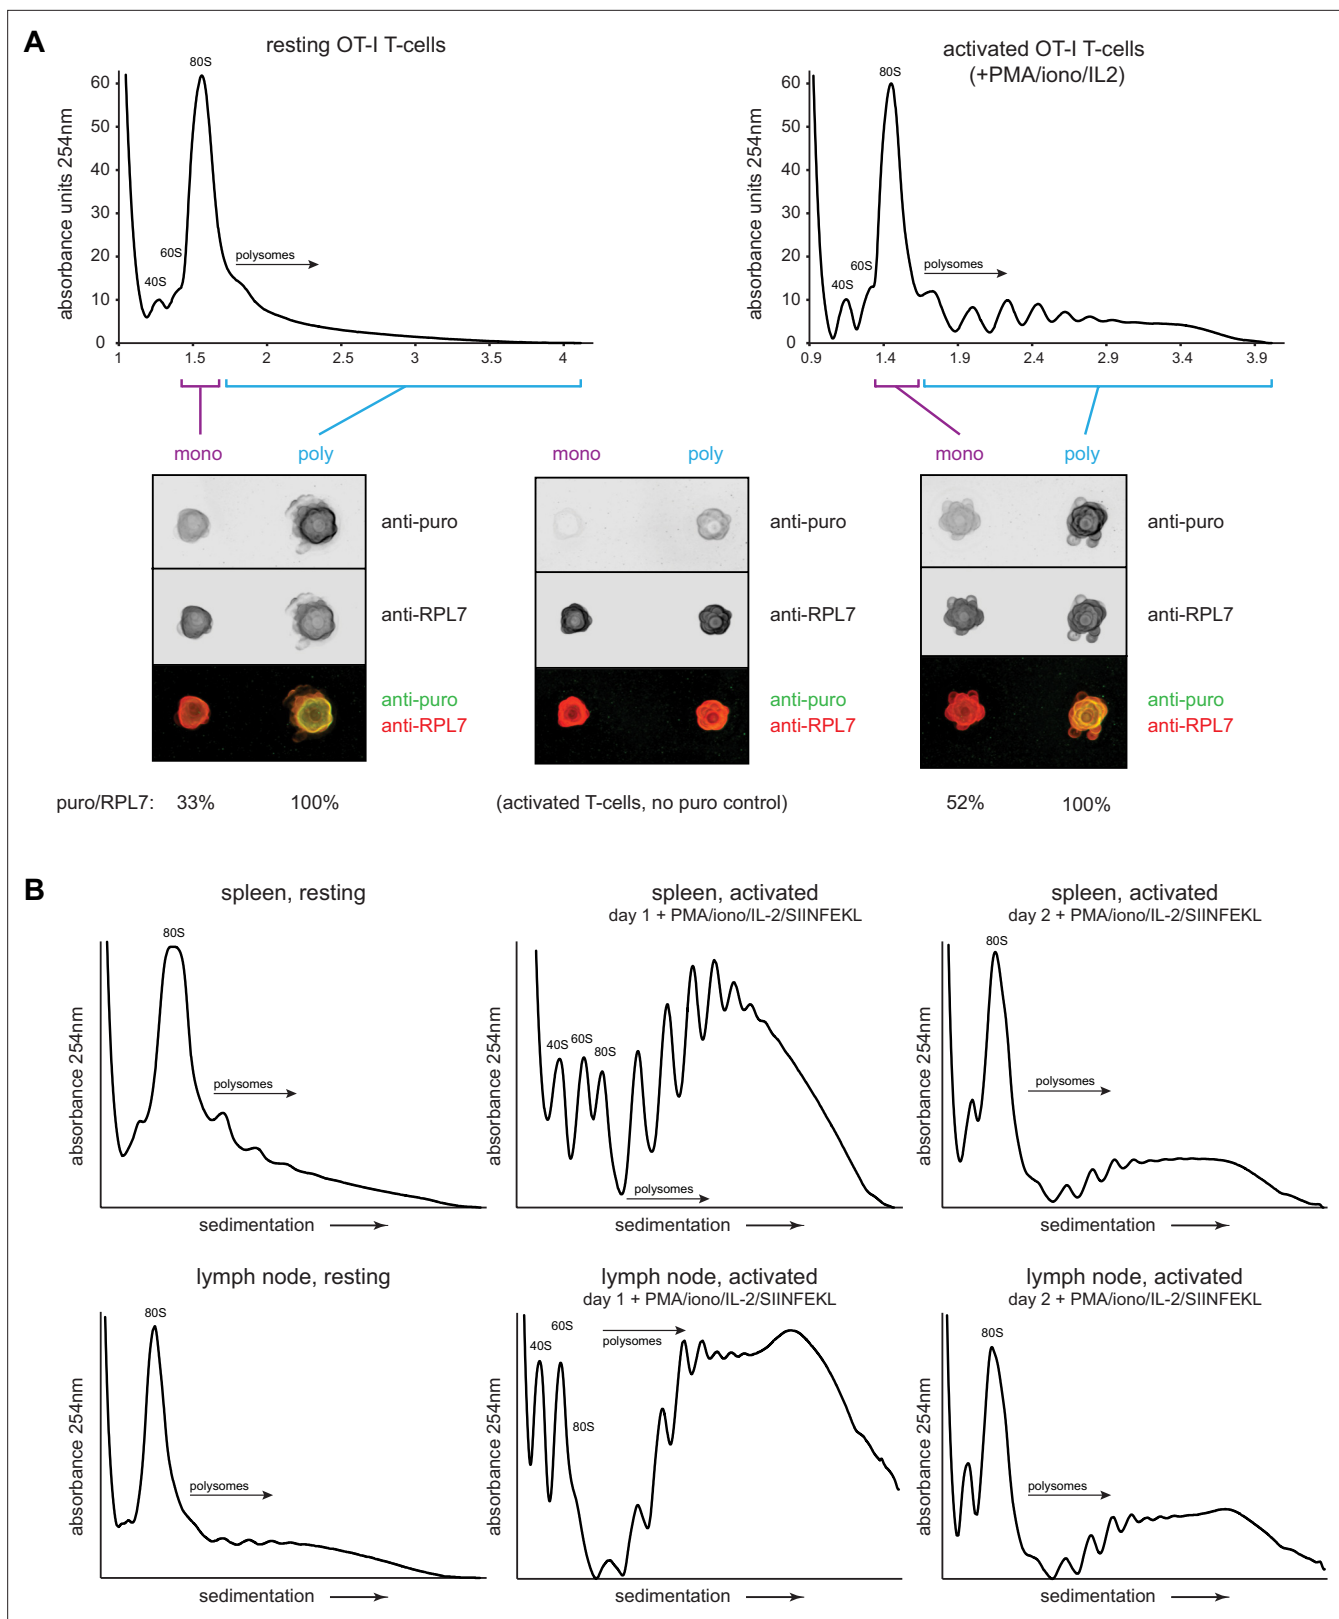 A
resting OT-I T-cells
activated OT-I T-cells
(+PMA/iono/IL2)
absorbance units 254nm
60
50
40
30
20
10
0
80S
60S
40S
polysomes
1
1.5
2
2.5
3
3.5
4
absorbance units 254nm
60
50
40
30
20
10
0
80S
60S
40S
polysomes
0.9
1.4
1.9
2.4
2.9
3.4
3.9
mono
poly
anti-puro
anti-RPL7
anti-puro
anti-RPL7
mono
poly
anti-puro
anti-RPL7
anti-puro
anti-RPL7
mono
poly
anti-puro
anti-RPL7
anti-puro
anti-RPL7
puro/RPL7:
33%
100%
(activated T-cells, no puro control)
52%
100%
B
spleen, resting
absorbance 254nm
80S
polysomes
sedimentation
spleen, activated
day 1 + PMA/iono/IL-2/SIINFEKL
absorbance 254nm
40S
60S
80S
polysomes
sedimentation
spleen, activated
day 2 + PMA/iono/IL-2/SIINFEKL
absorbance 254nm
80S
polysomes
sedimentation
lymph node, resting
absorbance 254nm
80S
polysomes
sedimentation
lymph node, activated
day 1 + PMA/iono/IL-2/SIINFEKL
absorbance 254nm
60S
40S
80S
polysomes
sedimentation
lymph node, activated
day 2 + PMA/iono/IL-2/SIINFEKL
absorbance 254nm
80S
polysomes
sedimentation